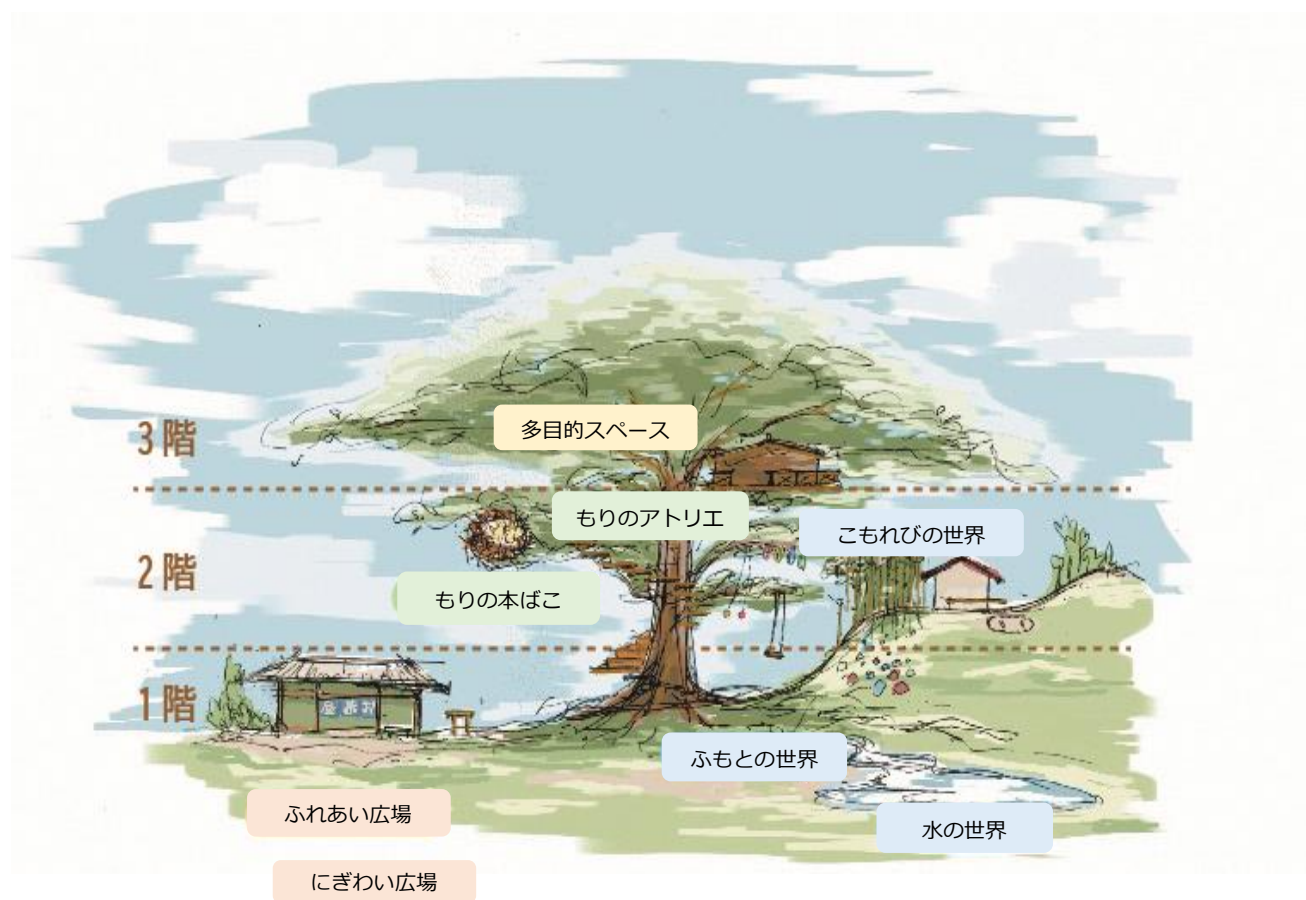 3階
多目的スペース
もりのアトリエ
こもれびの世界
2階
もりの本ばこ
1階
ふもとの世界
ふれあい広場
水の世界
にぎわい広場